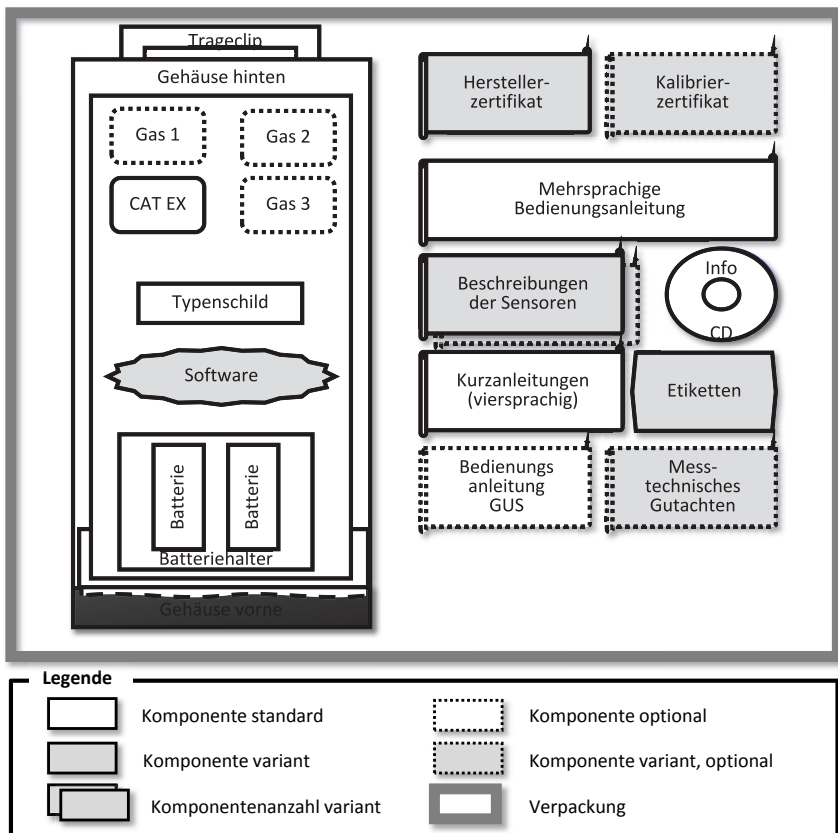 Trageclip
Gehäuse hinten
Gas 1
Gas 2
CAT EX
Gas 3
Typenschild
Software
Batterie
Batterie
Batteriehalter
Gehäuse vorne
Hersteller-
zertifikat
Kalibrier-
zertifikat
Mehrsprachige
Bedienungsanleitung
Beschreibungen
der Sensoren
Info
CD
Kurzanleitungen
(viersprachig)
Etiketten
Bedienungs
anleitung
GUS
Mess-
technisches
Gutachten
Legende
Komponente standard
Komponente optional
Komponente variant
Komponente variant, optional
Komponentenanzahl variant
Verpackung